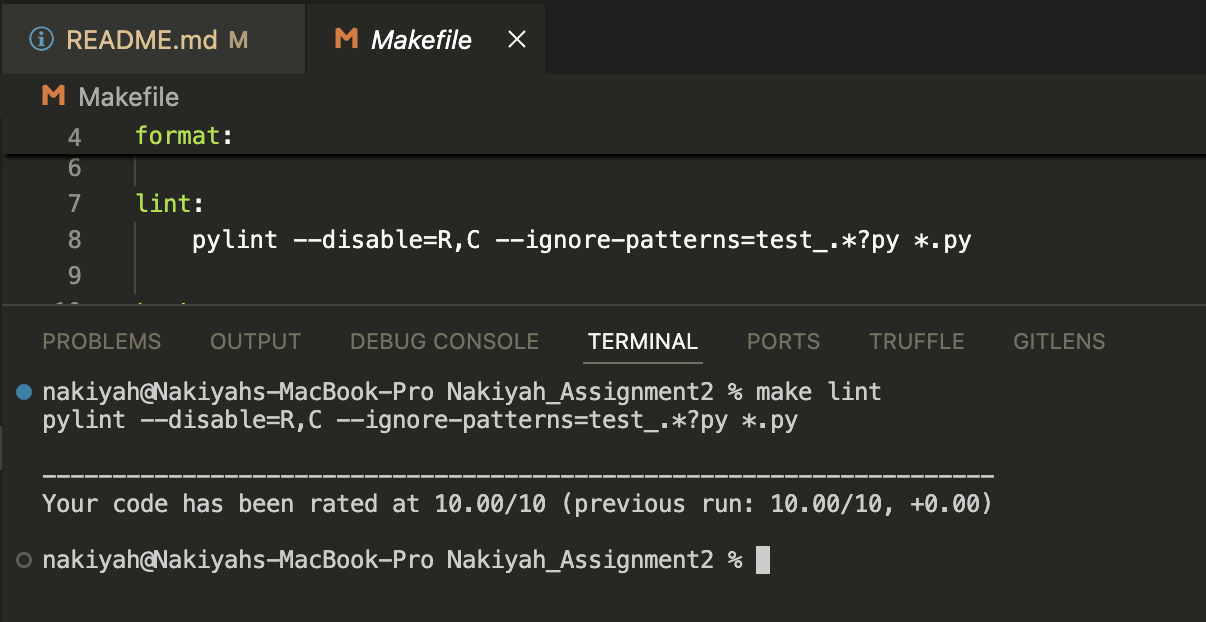 README.md M
Makefile
Makefile
4 format:
6
7 lint:
8 pylint --disable=R,C --ignore-patterns=test_.*?py *.py
9
PROBLEMS OUTPUT DEBUG CONSOLE TERMINAL PORTS TRUFFLE GITLENS
nakiyah@Nakiyahs-MacBook-Pro Nakiyah_Assignment2 % make lint
pylint --disable=R,C --ignore-patterns=test_.*?py *.py
--------------------------------------------------------------------
Your code has been rated at 10.00/10 (previous run: 10.00/10, +0.00)
nakiyah@Nakiyahs-MacBook-Pro Nakiyah_Assignment2 %